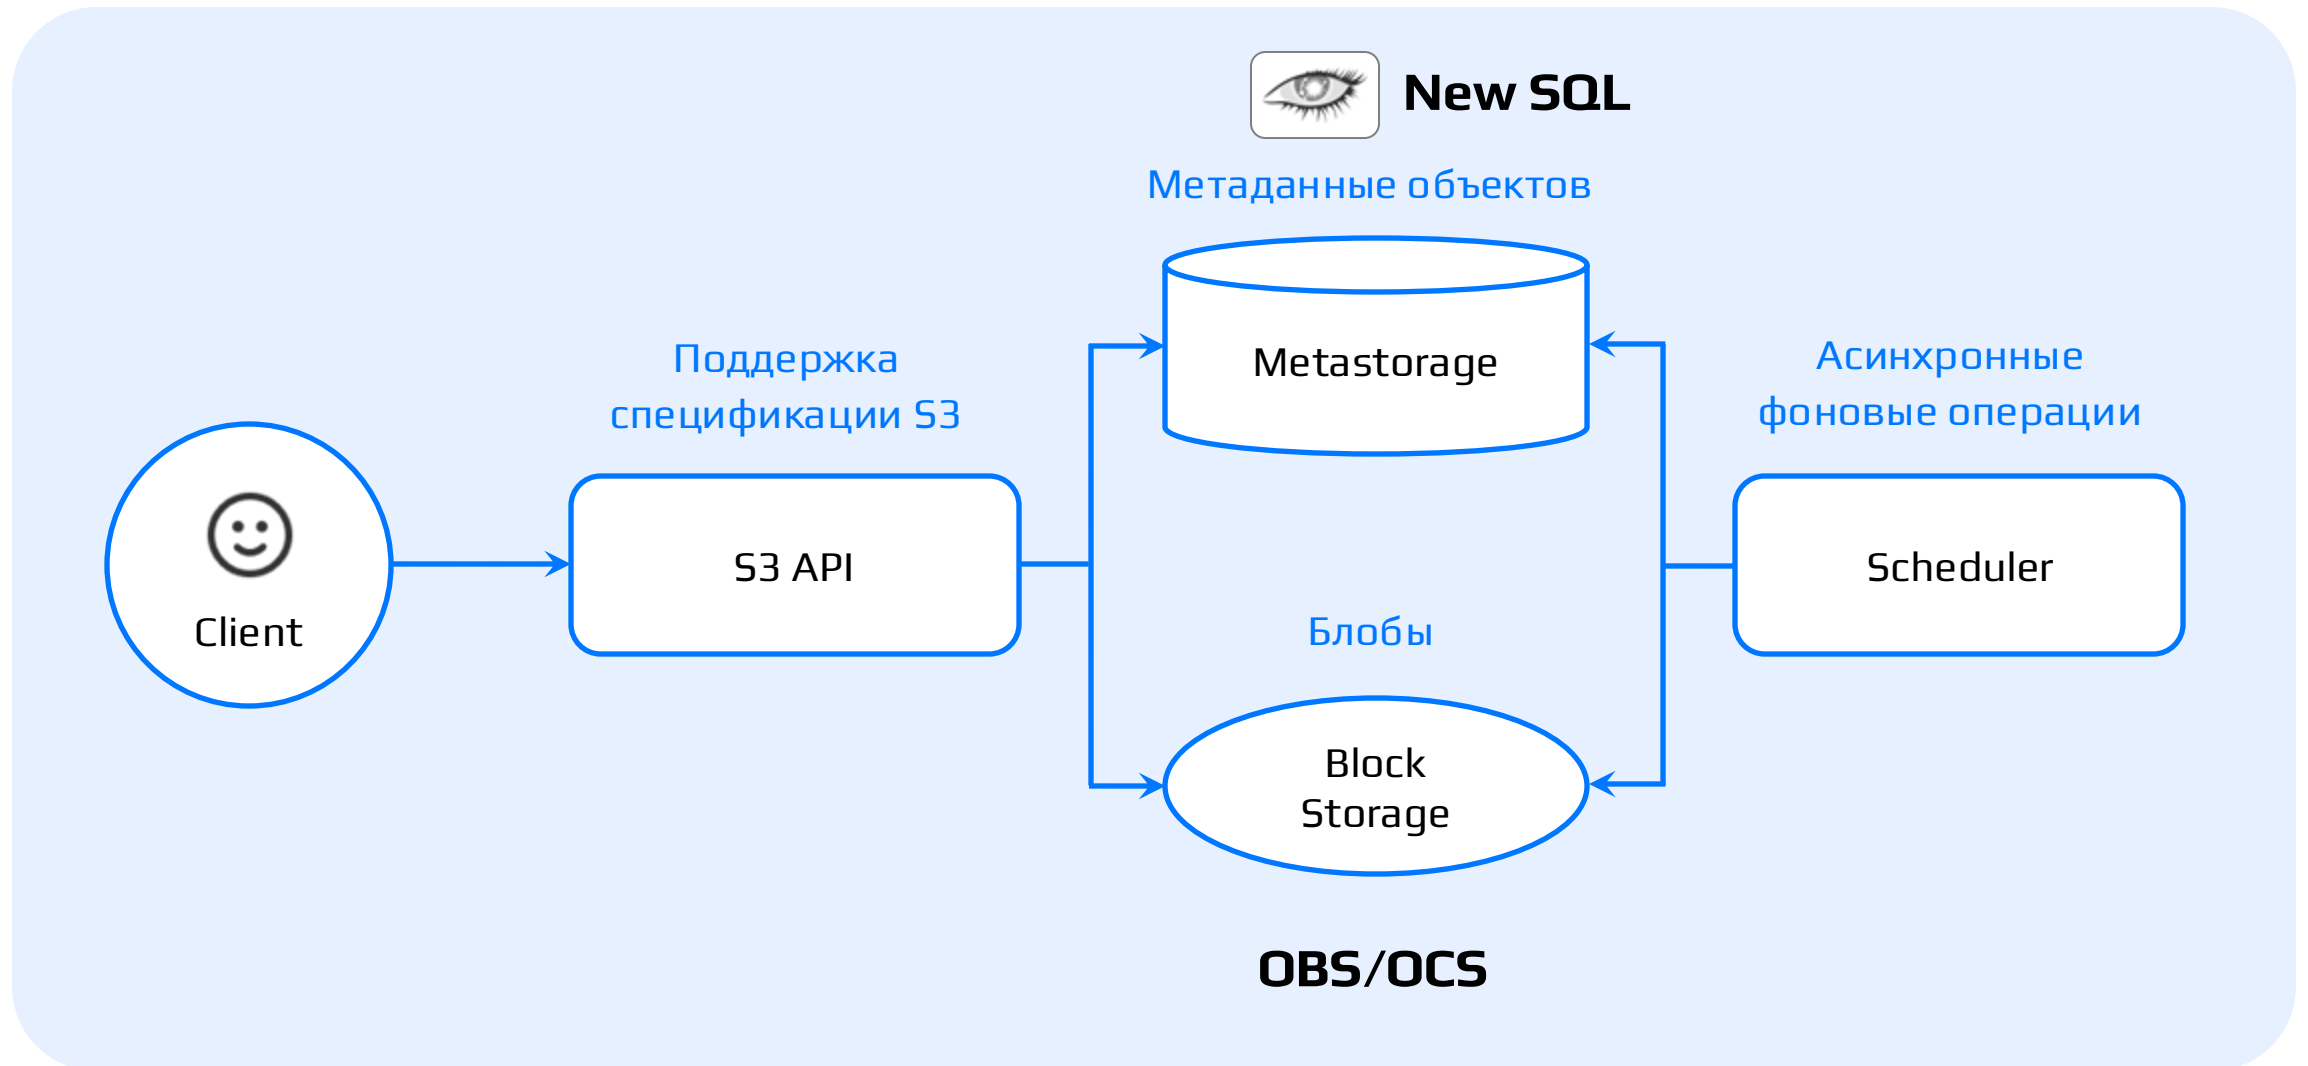 New SQL
Метаданные объектов
Metastorage
Поддержка
спецификации S3
Асинхронные
фоновые операции
Client
S3 API
Scheduler
Блобы
Block
Storage
OBS/OCS